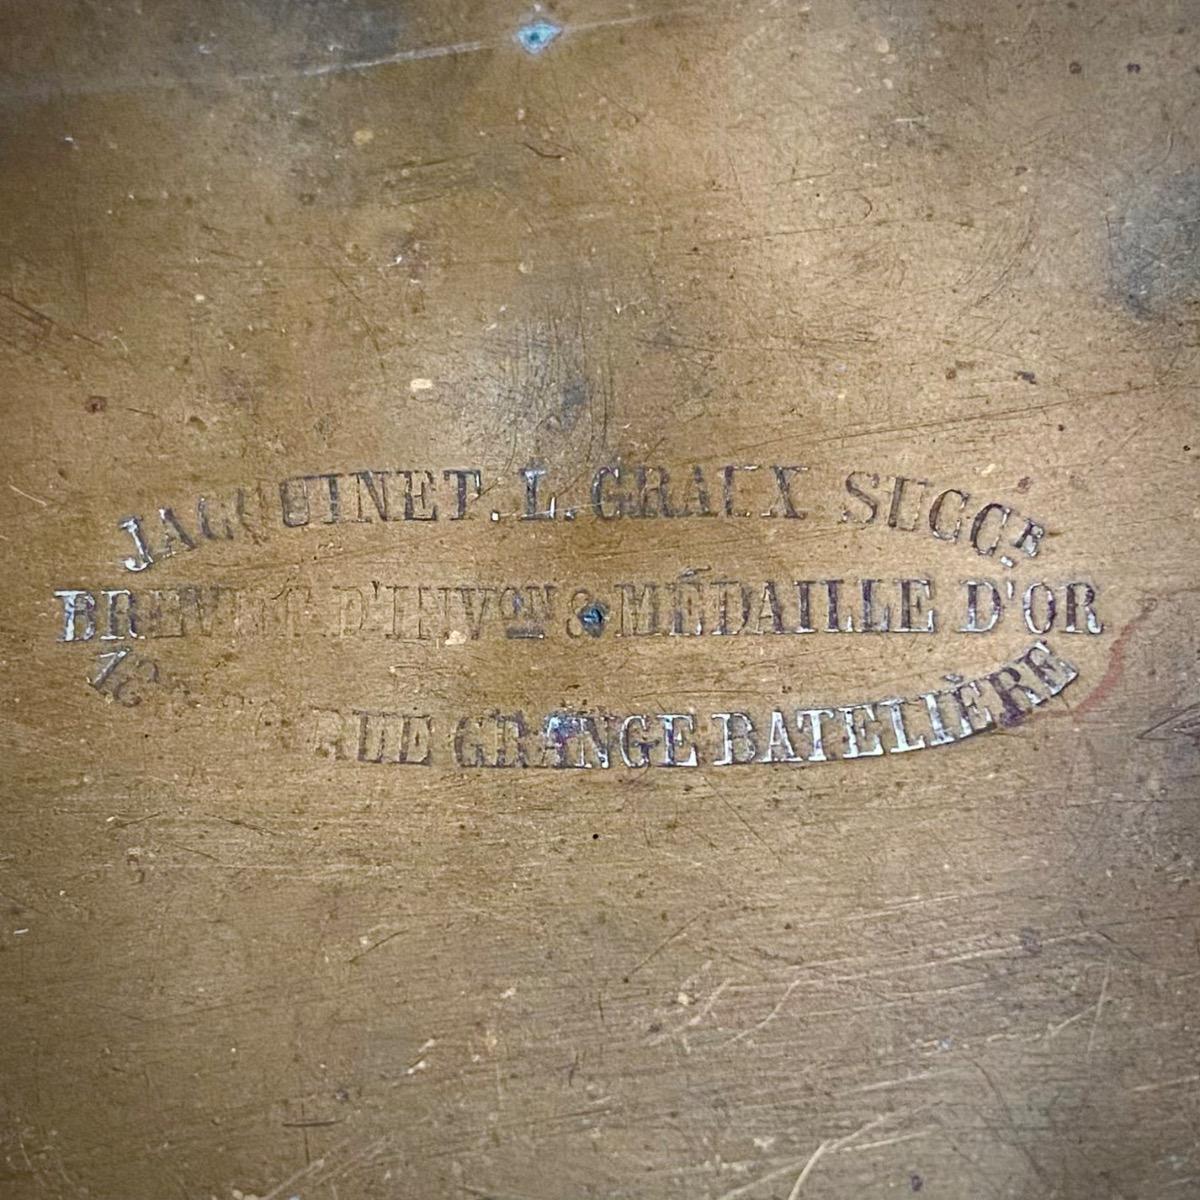 JACQUINET. L. GRAUX SUCCR
BREVET D'INVON & MÉDAILLE D'OR
RUE GRANGE BATELIÈRE